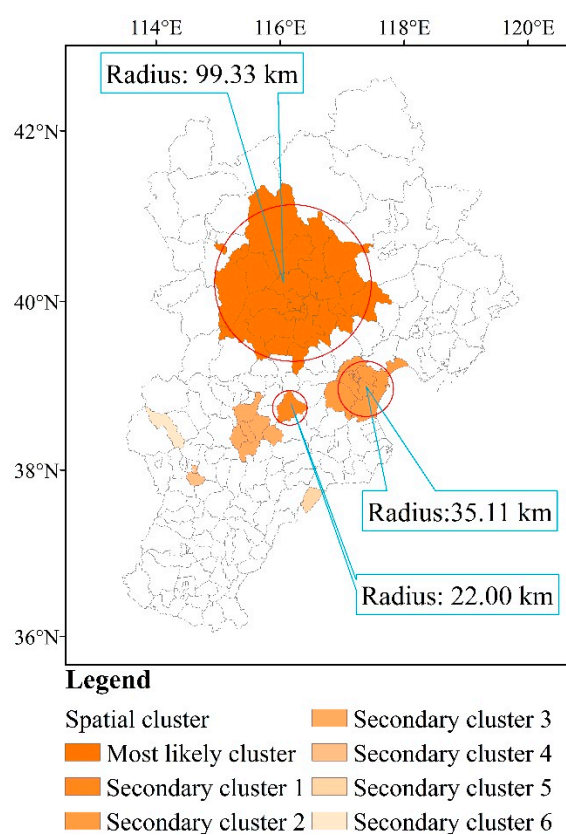 114°E 116°E 118°E 120°E
Radius: 99.33 km
42°N
40°N
38°N
Radius:35.11 km
Radius: 22.00 km
36°N
Legend
Spatial cluster
Most likely cluster
Secondary cluster 1
Secondary cluster 2
Secondary cluster 3
Secondary cluster 4
Secondary cluster 5
Secondary cluster 6